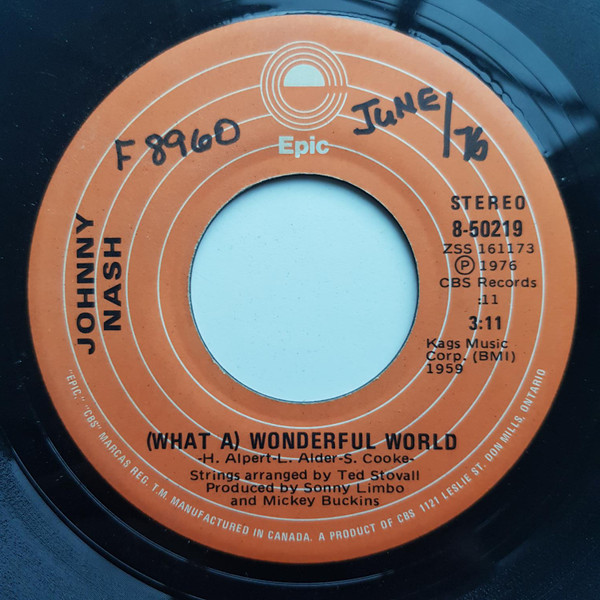 F 8960
JUNE/76
Epic
JOHNNY
NASH
STEREO
8-50219
ZSS 161173
Ⓟ 1976
CBS Records
:11
3:11
Kags Music
Corp. (BMI)
1959
(WHAT A) WONDERFUL WORLD
-H. Alpert-L. Alder-S. Cooke-
Strings arranged by Ted Stovall
Produced by Sonny Limbo
and Mickey Buckins
"EPIC," "CBS" MARCAS REG. T.M. MANUFACTURED IN CANADA. A PRODUCT OF CBS 1121 LESLIE ST. DON MILLS, ONTARIO